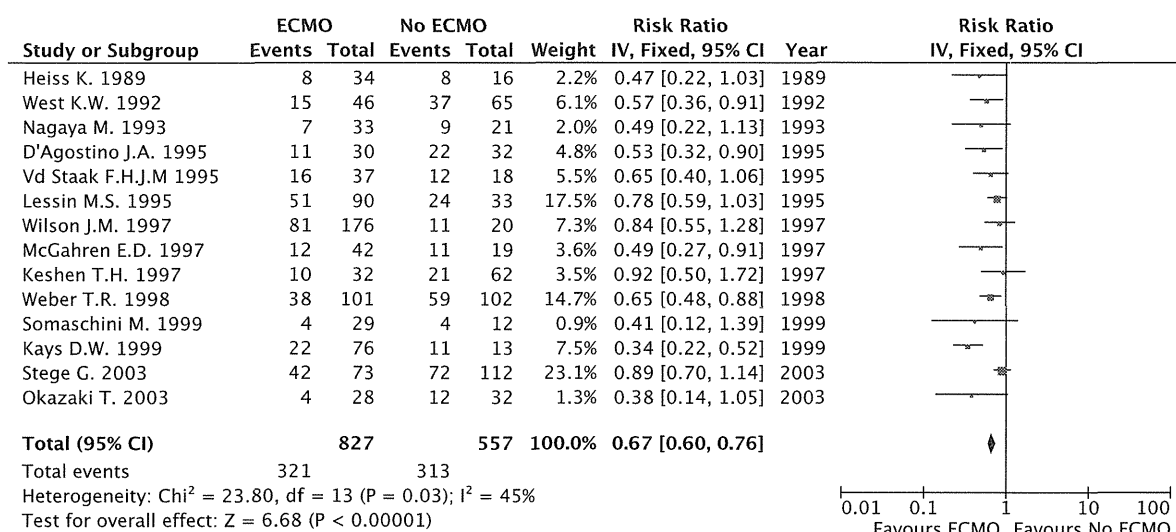 ECMO No ECMO Risk Ratio Risk Ratio
Study or Subgroup Events Total Events Total Weight IV, Fixed, 95% CI Year IV, Fixed, 95% CI
Heiss K. 1989 8 34 8 16 2.2% 0.47 [0.22, 1.03] 1989
West K.W. 1992 15 46 37 65 6.1% 0.57 [0.36, 0.91] 1992
Nagaya M. 1993 7 33 9 21 2.0% 0.49 [0.22, 1.13] 1993
D'Agostino J.A. 1995 11 30 22 32 4.8% 0.53 [0.32, 0.90] 1995
Vd Staak F.H.J.M 1995 16 37 12 18 5.5% 0.65 [0.40, 1.06] 1995
Lessin M.S. 1995 51 90 24 33 17.5% 0.78 [0.59, 1.03] 1995
Wilson J.M. 1997 81 176 11 20 7.3% 0.84 [0.55, 1.28] 1997
McGahren E.D. 1997 12 42 11 19 3.6% 0.49 [0.27, 0.91] 1997
Keshen T.H. 1997 10 32 21 62 3.5% 0.92 [0.50, 1.72] 1997
Weber T.R. 1998 38 101 59 102 14.7% 0.65 [0.48, 0.88] 1998
Somaschini M. 1999 4 29 4 12 0.9% 0.41 [0.12, 1.39] 1999
Kays D.W. 1999 22 76 11 13 7.5% 0.34 [0.22, 0.52] 1999
Stege G. 2003 42 73 72 112 23.1% 0.89 [0.70, 1.14] 2003
Okazaki T. 2003 4 28 12 32 1.3% 0.38 [0.14, 1.05] 2003
Total (95% CI) 827 557 100.0% 0.67 [0.60, 0.76]
Total events 321 313
Heterogeneity: Chi² = 23.80, df = 13 (P = 0.03); I² = 45%
Test for overall effect: Z = 6.68 (P < 0.00001)
0.01 0.1 1 10 100
Favours ECMO Favours No ECMO